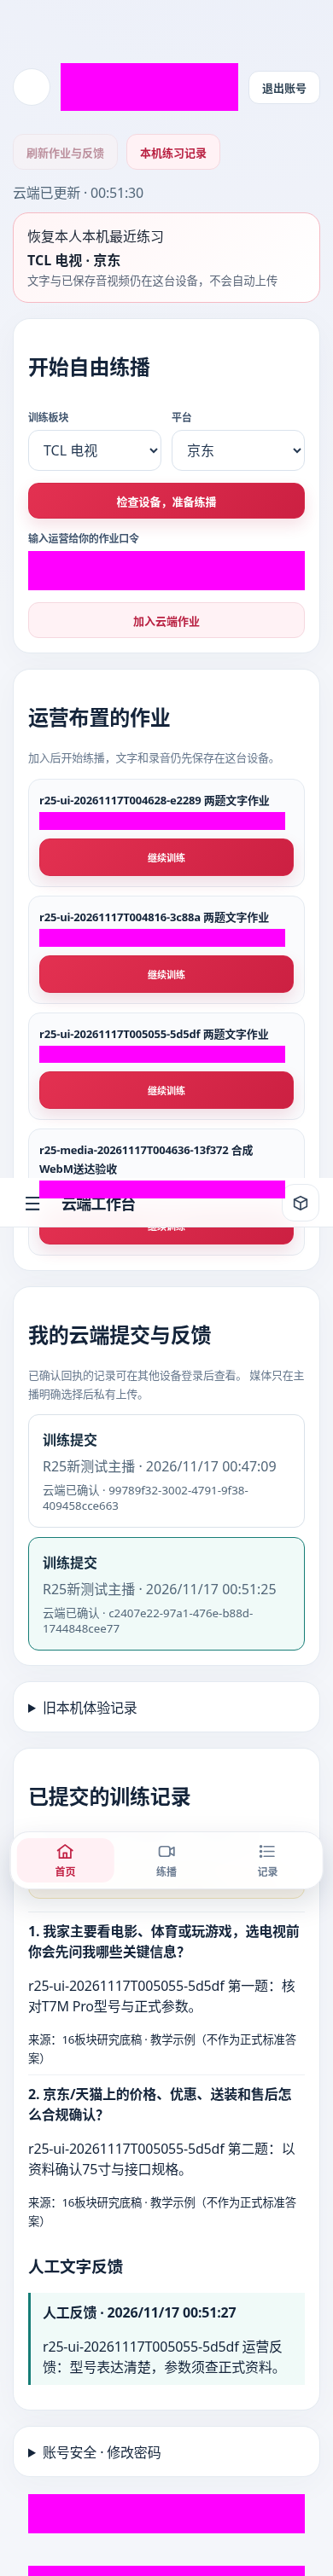 退出账号
刷新作业与反馈
本机练习记录
云端已更新 · 00:51:30
恢复本人本机最近练习
TCL 电视 · 京东
文字与已保存音视频仍在这台设备，不会自动上传
开始自由练播
训练板块
平台
TCL 电视
京东
检查设备，准备练播
输入运营给你的作业口令
加入云端作业
运营布置的作业
加入后开始练播，文字和录音仍先保存在这台设备。
r25-ui-20261117T004628-e2289 两题文字作业
继续训练
r25-ui-20261117T004816-3c88a 两题文字作业
继续训练
r25-ui-20261117T005055-5d5df 两题文字作业
继续训练
r25-media-20261117T004636-13f372 合成
WebM送达验收
云端工作台
我的云端提交与反馈
已确认回执的记录可在其他设备登录后查看。 媒体只在主
播明确选择后私有上传。
训练提交
R25新测试主播 · 2026/11/17 00:47:09
云端已确认 · 99789f32-3002-4791-9f38-
409458cce663
训练提交
R25新测试主播 · 2026/11/17 00:51:25
云端已确认 · c2407e22-97a1-476e-b88d-
1744848cee77
旧本机体验记录
已提交的训练记录
首页
练播
记录
1. 我家主要看电影、体育或玩游戏，选电视前
你会先问我哪些关键信息？
r25-ui-20261117T005055-5d5df 第一题：核
对T7M Pro型号与正式参数。
来源：16板块研究底稿 · 教学示例（不作为正式标准答
案）
2. 京东/天猫上的价格、优惠、送装和售后怎
么合规确认？
r25-ui-20261117T005055-5d5df 第二题：以
资料确认75寸与接口规格。
来源：16板块研究底稿 · 教学示例（不作为正式标准答
案）
人工文字反馈
人工反馈 · 2026/11/17 00:51:27
r25-ui-20261117T005055-5d5df 运营反
馈：型号表达清楚，参数须查正式资料。
账号安全 · 修改密码